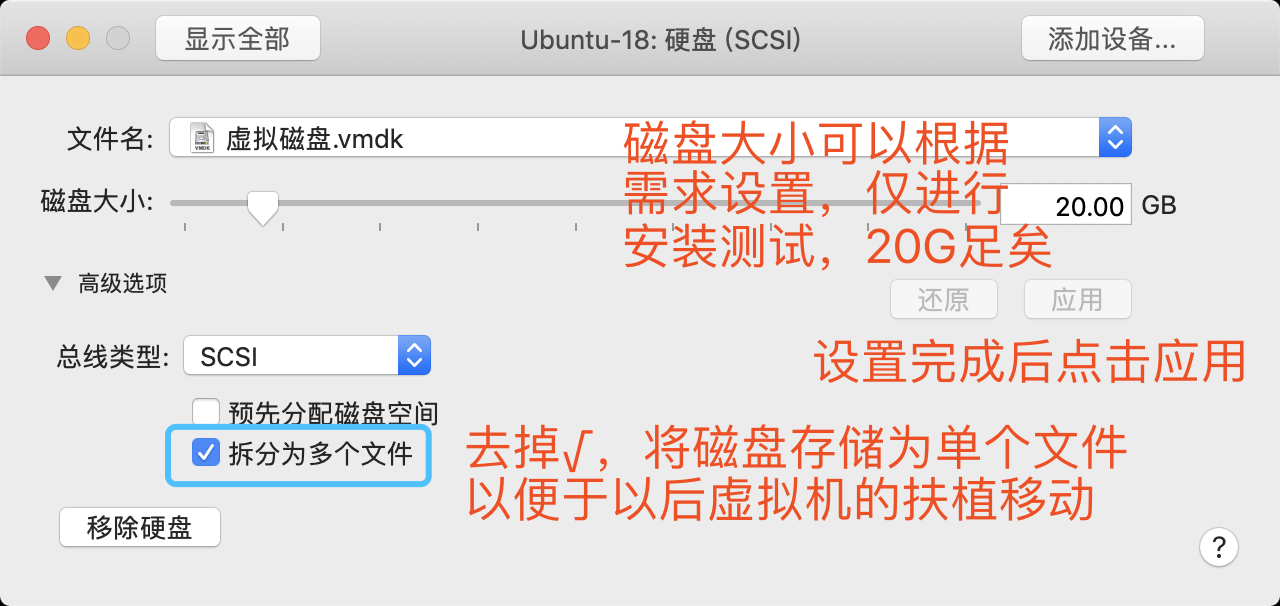 显示全部
Ubuntu-18: 硬盘 (SCSI)
添加设备...
文件名:
虚拟磁盘.vmdk
磁盘大小可以根据
需求设置，仅进行
安装测试，20G足矣
磁盘大小:
20.00 GB
高级选项
还原
应用
总线类型:
SCSI
设置完成后点击应用
预先分配磁盘空间
拆分为多个文件
去掉√，将磁盘存储为单个文件
以便于以后虚拟机的扶植移动
移除硬盘
?